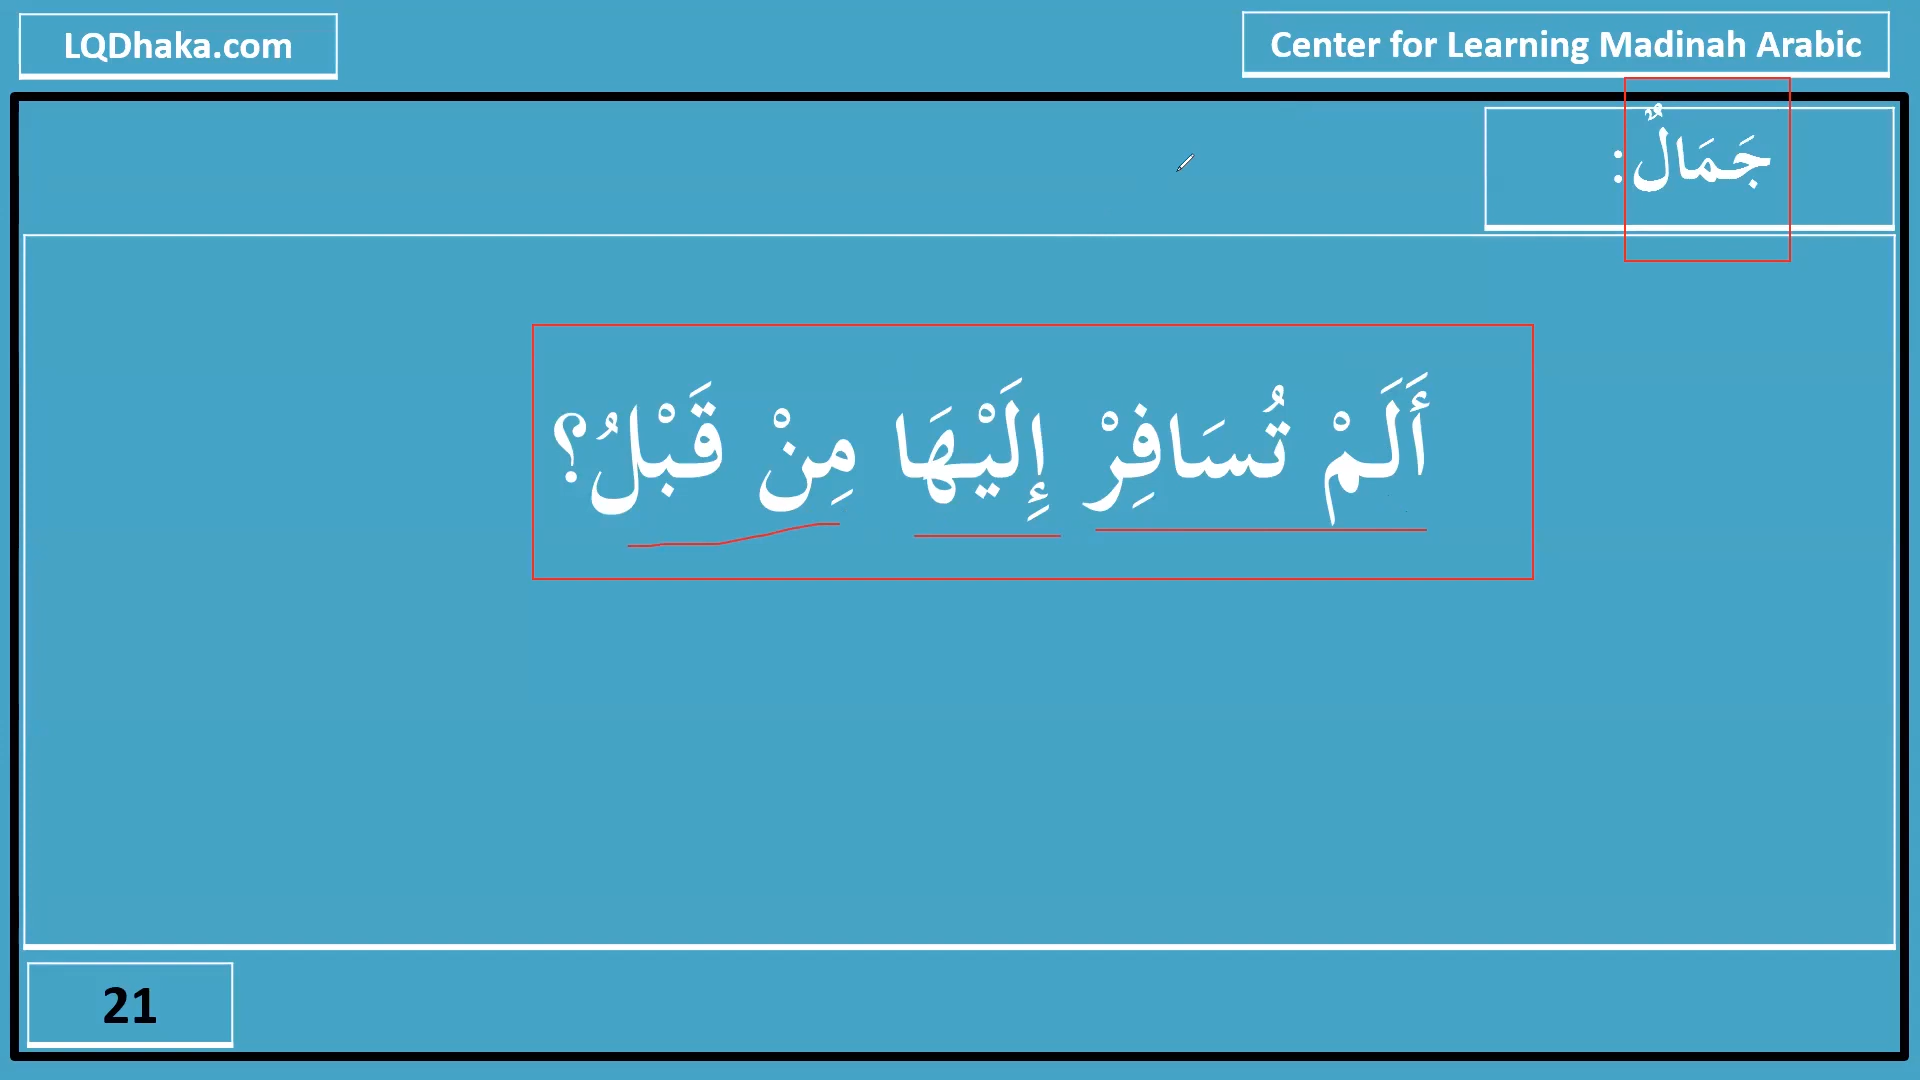 LQDhaka.com
Center for Learning Madinah Arabic
جَمَالٌ:
أَلَمْ تُسَافِرْ إِلَيْهَا مِنْ قَبْلُ؟
21